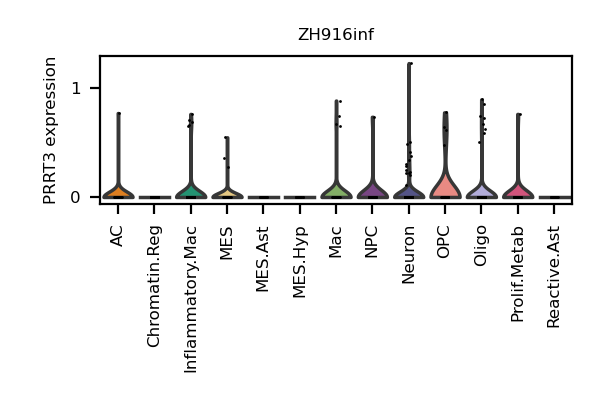 ZH916inf
PRRT3 expression
1
0
AC
Chromatin.Reg
Inflammatory.Mac
MES
MES.Ast
MES.Hyp
Mac
NPC
Neuron
OPC
Oligo
Prolif.Metab
Reactive.Ast